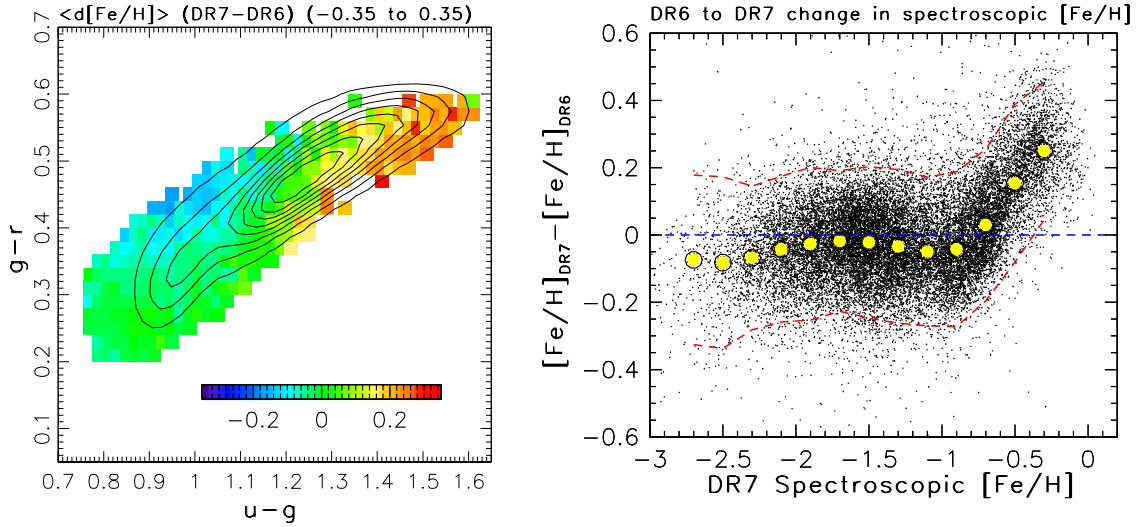 <d[Fe/H]> (DR7−DR6) (−0.35 to 0.35)
0.7
0.6
0.5
0.4
0.3
0.2
0.1
g−r
−0.2 0 0.2
0.7 0.8 0.9 1 1.1 1.2 1.3 1.4 1.5 1.6
u−g
DR6 to DR7 change in spectroscopic [Fe/H]
0.6
0.4
0.2
0
−0.2
−0.4
−0.6
[Fe/H]DR7−[Fe/H]DR6
−3 −2.5 −2 −1.5 −1 −0.5 0
DR7 Spectroscopic [Fe/H]